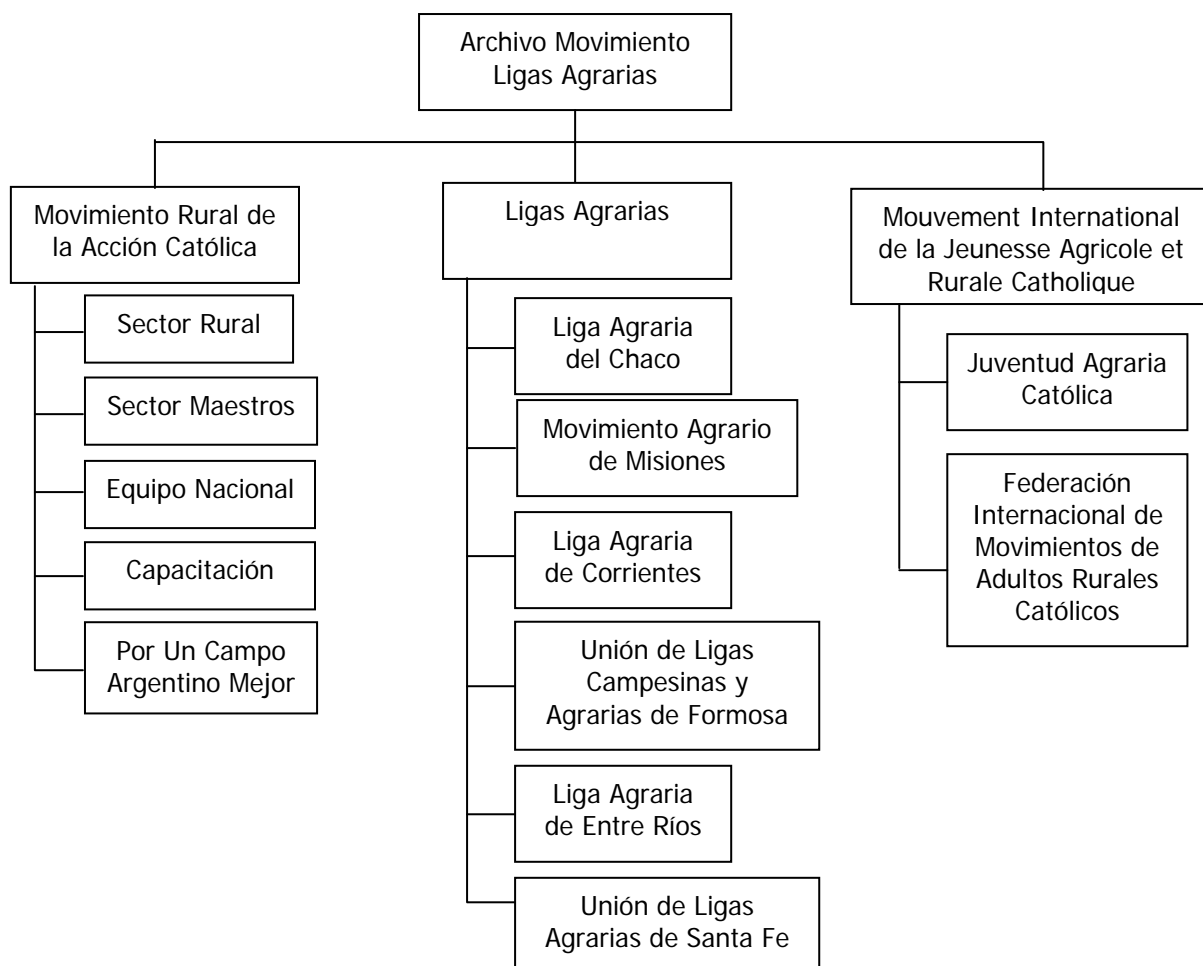 Archivo Movimiento
Ligas Agrarias
Movimiento Rural de
la Acción Católica
Sector Rural
Sector Maestros
Equipo Nacional
Capacitación
Por Un Campo
Argentino Mejor
Ligas Agrarias
Liga Agraria
del Chaco
Movimiento Agrario
de Misiones
Liga Agraria
de Corrientes
Unión de Ligas
Campesinas y
Agrarias de Formosa
Liga Agraria
de Entre Ríos
Unión de Ligas
Agrarias de Santa Fe
Mouvement International
de la Jeunesse Agricole et
Rurale Catholique
Juventud Agraria
Católica
Federación
Internacional de
Movimientos de
Adultos Rurales
Católicos